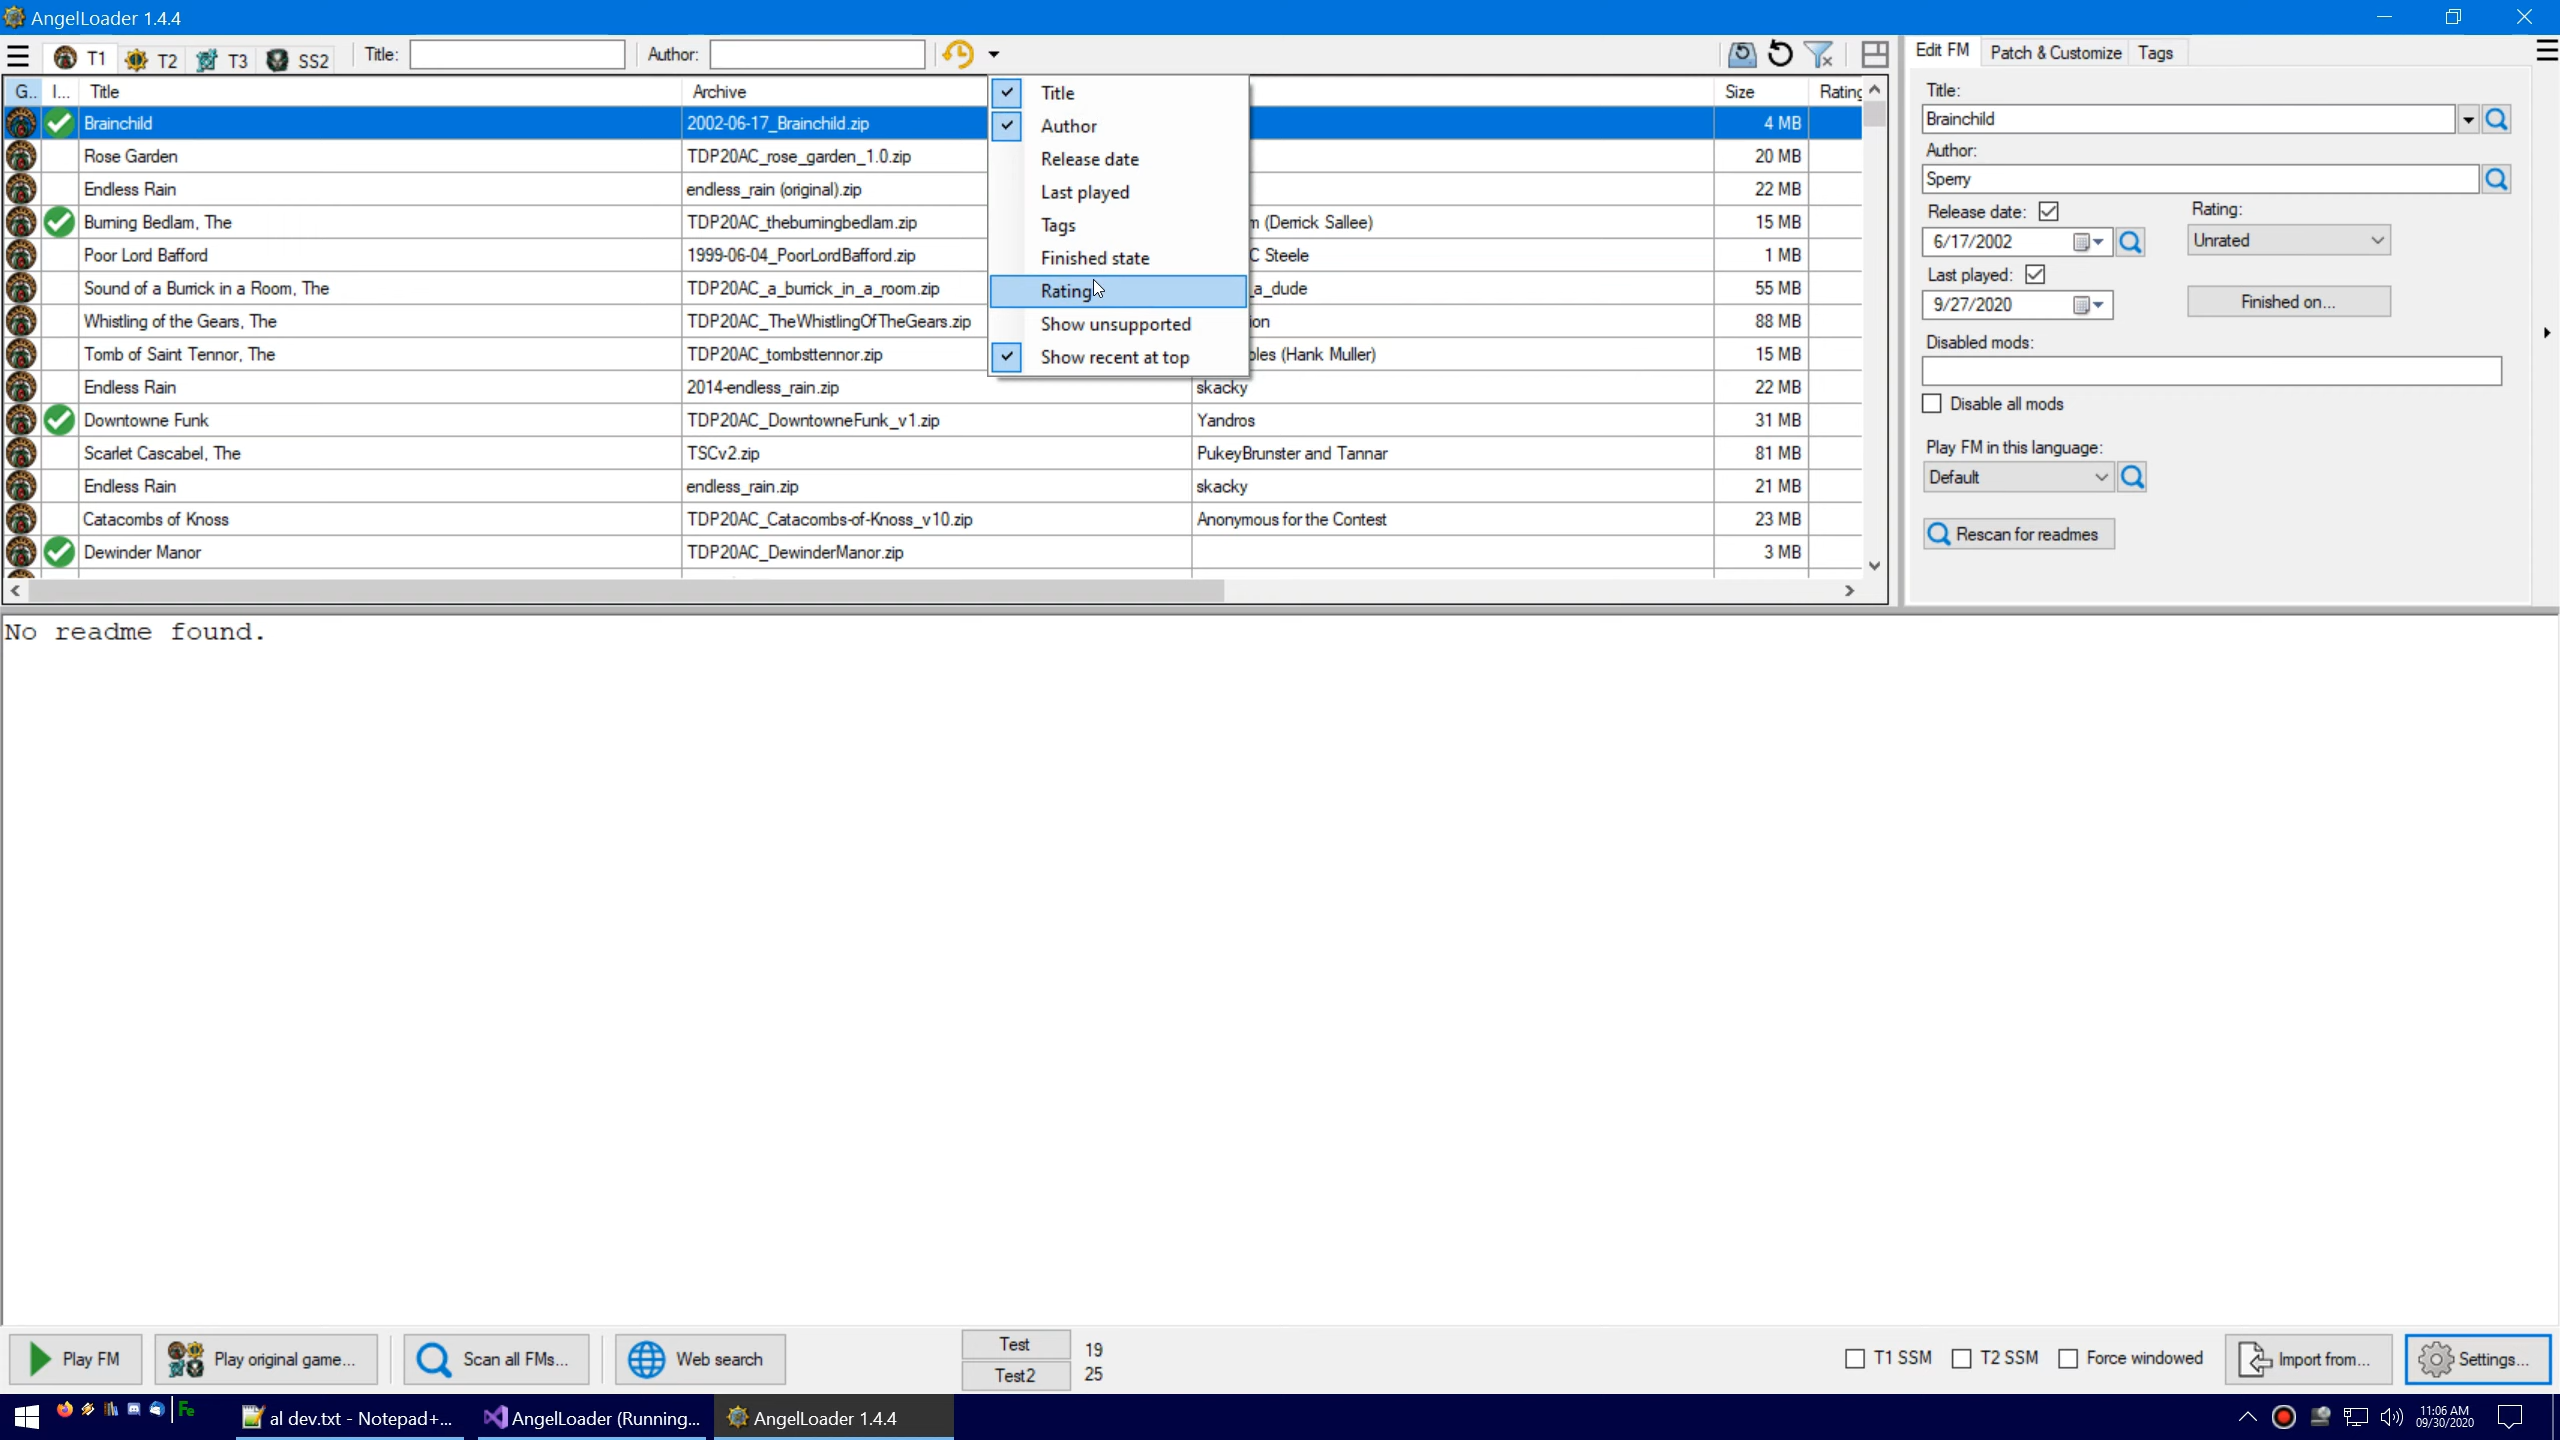 AngelLoader 1.4.4
T1 T2 T3 SS2 Title: Author:
G... I... Title Archive Size Rating
Brainchild 2002-06-17_Brainchild.zip 4 MB
Rose Garden TDP20AC_rose_garden_1.0.zip 20 MB
Endless Rain endless_rain (original).zip 22 MB
Burning Bedlam, The TDP20AC_theburningbedlam.zip (Derrick Sallee) 15 MB
Poor Lord Bafford 1999-06-04_PoorLordBafford.zip C Steele 1 MB
Sound of a Burrick in a Room, The TDP20AC_a_burrick_in_a_room.zip _a_dude 55 MB
Whistling of the Gears, The TDP20AC_TheWhistlingOfTheGears.zip ion 88 MB
Tomb of Saint Tennor, The TDP20AC_tombsttennor.zip bles (Hank Muller) 15 MB
Endless Rain 2014-endless_rain.zip skacky 22 MB
Downtowne Funk TDP20AC_DowntowneFunk_v1.zip Yandros 31 MB
Scarlet Cascabel, The TSCv2.zip PukeyBrunster and Tannar 81 MB
Endless Rain endless_rain.zip skacky 21 MB
Catacombs of Knoss TDP20AC_Catacombs-of-Knoss_v10.zip Anonymous for the Contest 23 MB
Dewinder Manor TDP20AC_DewinderManor.zip 3 MB
Title
Author
Release date
Last played
Tags
Finished state
Rating
Show unsupported
Show recent at top
Edit FM Patch & Customize Tags
Title:
Brainchild
Author:
Sperry
Release date: Rating:
6/17/2002 Unrated
Last played:
9/27/2020 Finished on...
Disabled mods:
Disable all mods
Play FM in this language:
Default
Rescan for readmes
No readme found.
Play FM Play original game... Scan all FMs... Web search
Test 19
Test2 25
T1 SSM T2 SSM Force windowed Import from... Settings...
Fe al dev.txt - Notepad+... AngelLoader (Running... AngelLoader 1.4.4
11:06 AM
09/30/2020